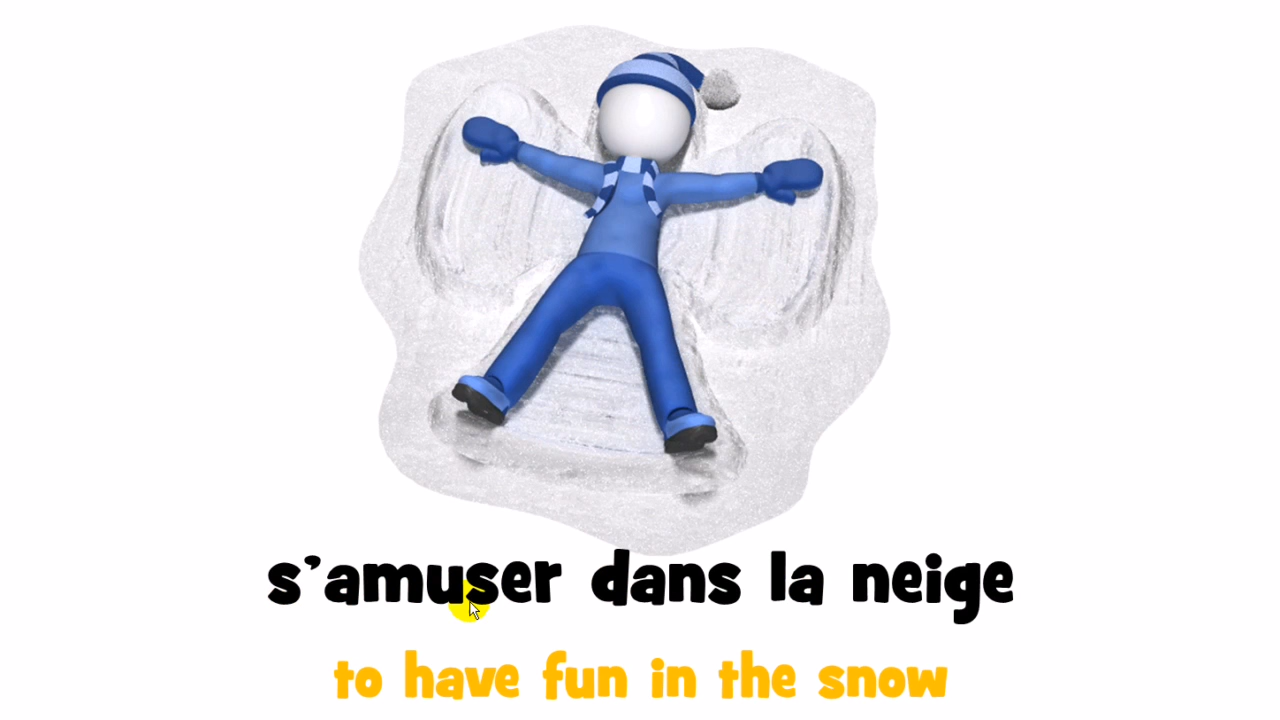 s'amuser dans la neige
to have fun in the snow